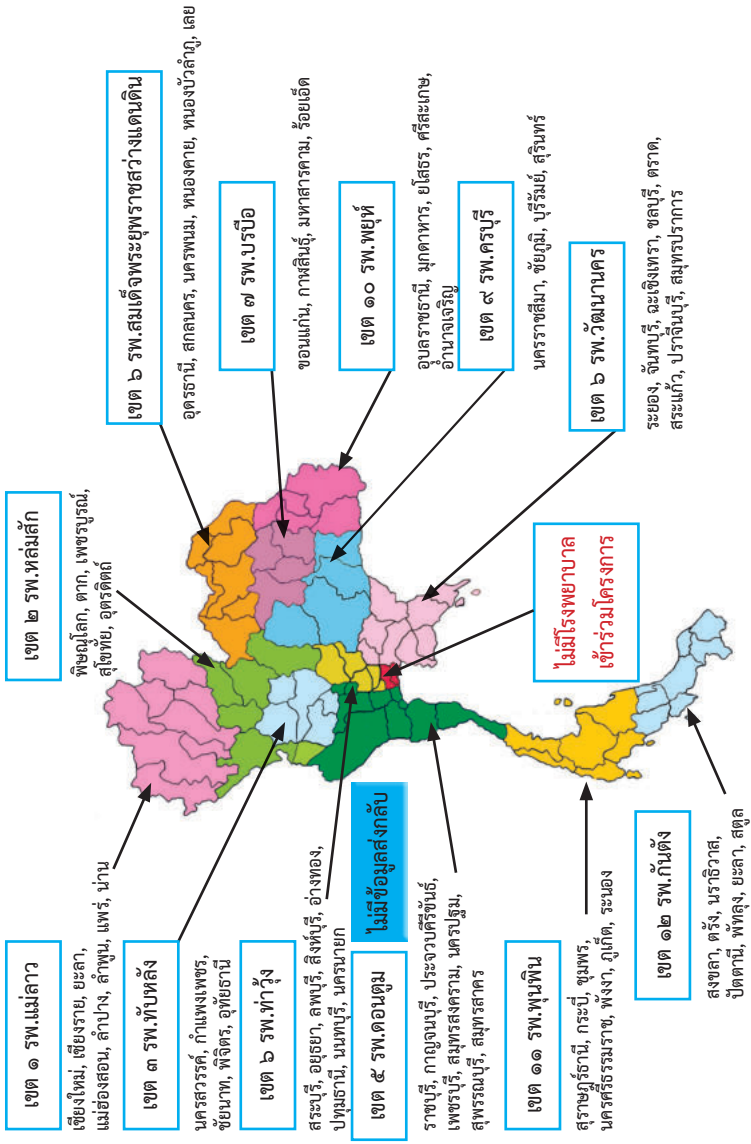 เขต ๑ รพ.แม่ลาว
เชียงใหม่, เชียงราย, ยะลา,
แม่ฮ่องสอน, ลำปาง, ลำพูน, แพร่, น่าน
เขต ๓ รพ.ทับหลัง
นครสวรรค์, กำแพงเพชร,
ชัยนาท, พิจิตร, อุทัยธานี
เขต ๖ รพ.ท่าวุ้ง
สระบุรี, อยุธยา, ลพบุรี, สิงห์บุรี, อ่างทอง,
ปทุมธานี, นนทบุรี, นครนายก
เขต ๕ รพ.ดอนตูม
ไม่มีข้อมูลส่งกลับ
ราชบุรี, กาญจนบุรี, ประจวบคีรีขันธ์,
เพชรบุรี, สมุทรสงคราม, นครปฐม,
สุพรรณบุรี, สมุทรสาคร
เขต ๑๑ รพ.พุนพิน
สุราษฎร์ธานี, กระบี่, ชุมพร,
นครศรีธรรมราช, พังงา, ภูเก็ต, ระนอง
เขต ๑๒ รพ.กันตัง
สงขลา, ตรัง, นราธิวาส,
ปัตตานี, พัทลุง, ยะลา, สตูล
เขต ๒ รพ.หล่มสัก
พิษณุโลก, ตาก, เพชรบูรณ์,
สุโขทัย, อุตรดิตถ์
ไม่มีโรงพยาบาล
เข้าร่วมโครงการ
เขต ๖ รพ.สมเด็จพระยุพราชสว่างแดนดิน
อุดรธานี, สกลนคร, นครพนม, หนองคาย, หนองบัวลำภู, เลย
เขต ๗ รพ.บรบือ
ขอนแก่น, กาฬสินธุ์, มหาสารคาม, ร้อยเอ็ด
เขต ๑๐ รพ.พยุห์
อุบลราชธานี, มุกดาหาร, ยโสธร, ศรีสะเกษ,
อำนาจเจริญ
เขต ๙ รพ.ครบุรี
นครราชสีมา, ชัยภูมิ, บุรีรัมย์, สุรินทร์
เขต ๖ รพ.วัฒนานคร
ระยอง, จันทบุรี, ฉะเชิงเทรา, ชลบุรี, ตราด,
สระแก้ว, ปราจีนบุรี, สมุทรปราการ